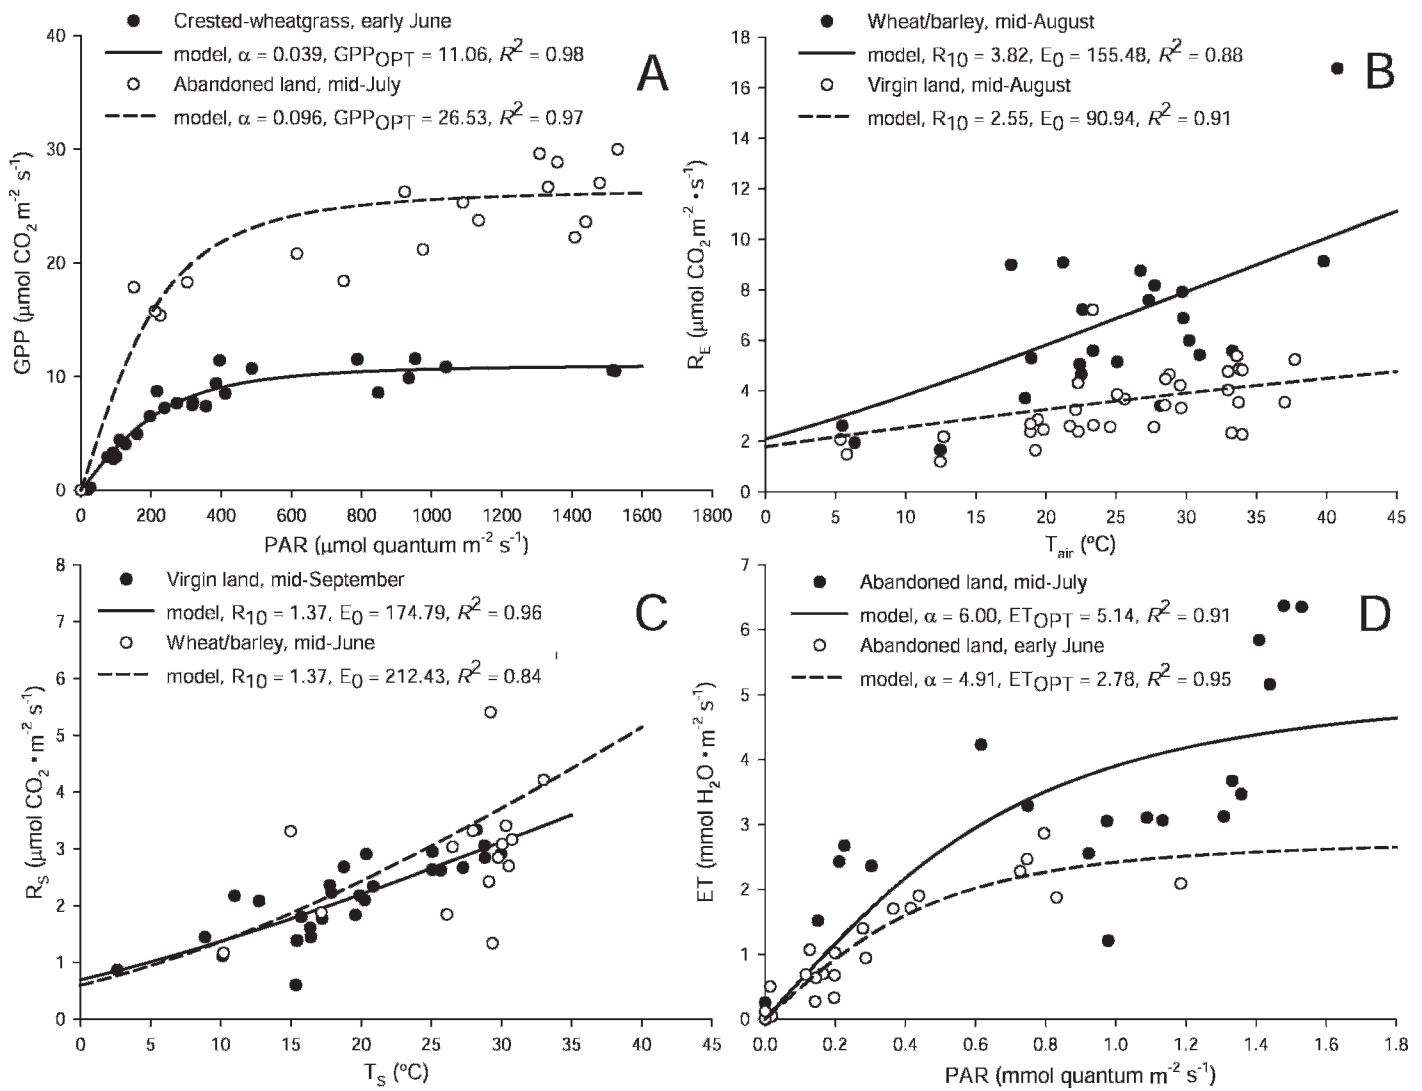 Crested-wheatgrass, early June
model, α = 0.039, GPPOPT = 11.06, R² = 0.98
Abandoned land, mid-July
model, α = 0.096, GPPOPT = 26.53, R² = 0.97
A
GPP (μmol CO₂ m⁻² s⁻¹)
40
30
20
10
0
0 200 400 600 800 1000 1200 1400 1600 1800
PAR (μmol quantum m⁻² s⁻¹)
Wheat/barley, mid-August
model, R₁₀ = 3.82, E₀ = 155.48, R² = 0.88
Virgin land, mid-August
model, R₁₀ = 2.55, E₀ = 90.94, R² = 0.91
B
R_E (μmol CO₂ m⁻² • s⁻¹)
18
16
14
12
10
8
6
4
2
0
0 5 10 15 20 25 30 35 40 45
T_air (ºC)
Virgin land, mid-September
model, R₁₀ = 1.37, E₀ = 174.79, R² = 0.96
Wheat/barley, mid-June
model, R₁₀ = 1.37, E₀ = 212.43, R² = 0.84
C
R_S (μmol CO₂ • m⁻² s⁻¹)
8
7
6
5
4
3
2
1
0
0 5 10 15 20 25 30 35 40 45
T_S (ºC)
Abandoned land, mid-July
model, α = 6.00, ETOPT = 5.14, R² = 0.91
Abandoned land, early June
model, α = 4.91, ETOPT = 2.78, R² = 0.95
D
ET (mmol H₂O • m⁻² s⁻¹)
7
6
5
4
3
2
1
0
0.0 0.2 0.4 0.6 0.8 1.0 1.2 1.4 1.6 1.8
PAR (mmol quantum m⁻² s⁻¹)